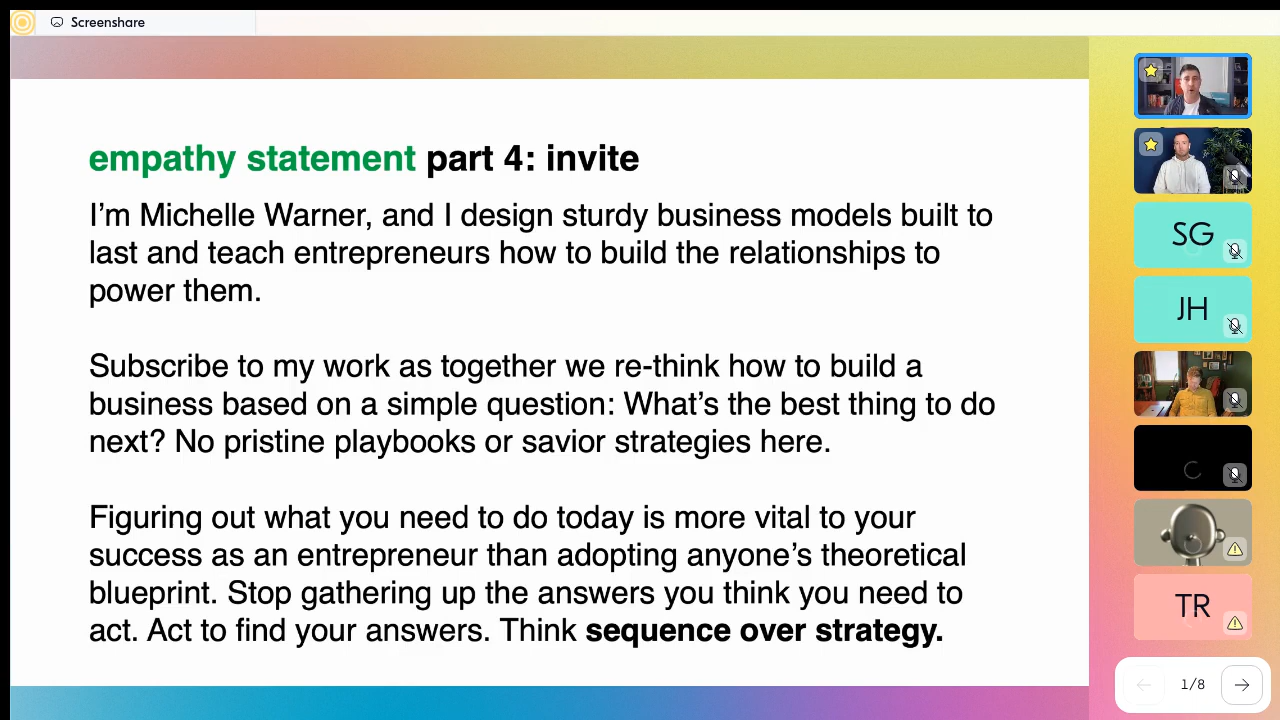 Screenshare
empathy statement part 4: invite
I’m Michelle Warner, and I design sturdy business models built to
last and teach entrepreneurs how to build the relationships to
power them.
Subscribe to my work as together we re-think how to build a
business based on a simple question: What’s the best thing to do
next? No pristine playbooks or savior strategies here.
Figuring out what you need to do today is more vital to your
success as an entrepreneur than adopting anyone’s theoretical
blueprint. Stop gathering up the answers you think you need to
act. Act to find your answers. Think sequence over strategy.
SG
JH
TR
1/8